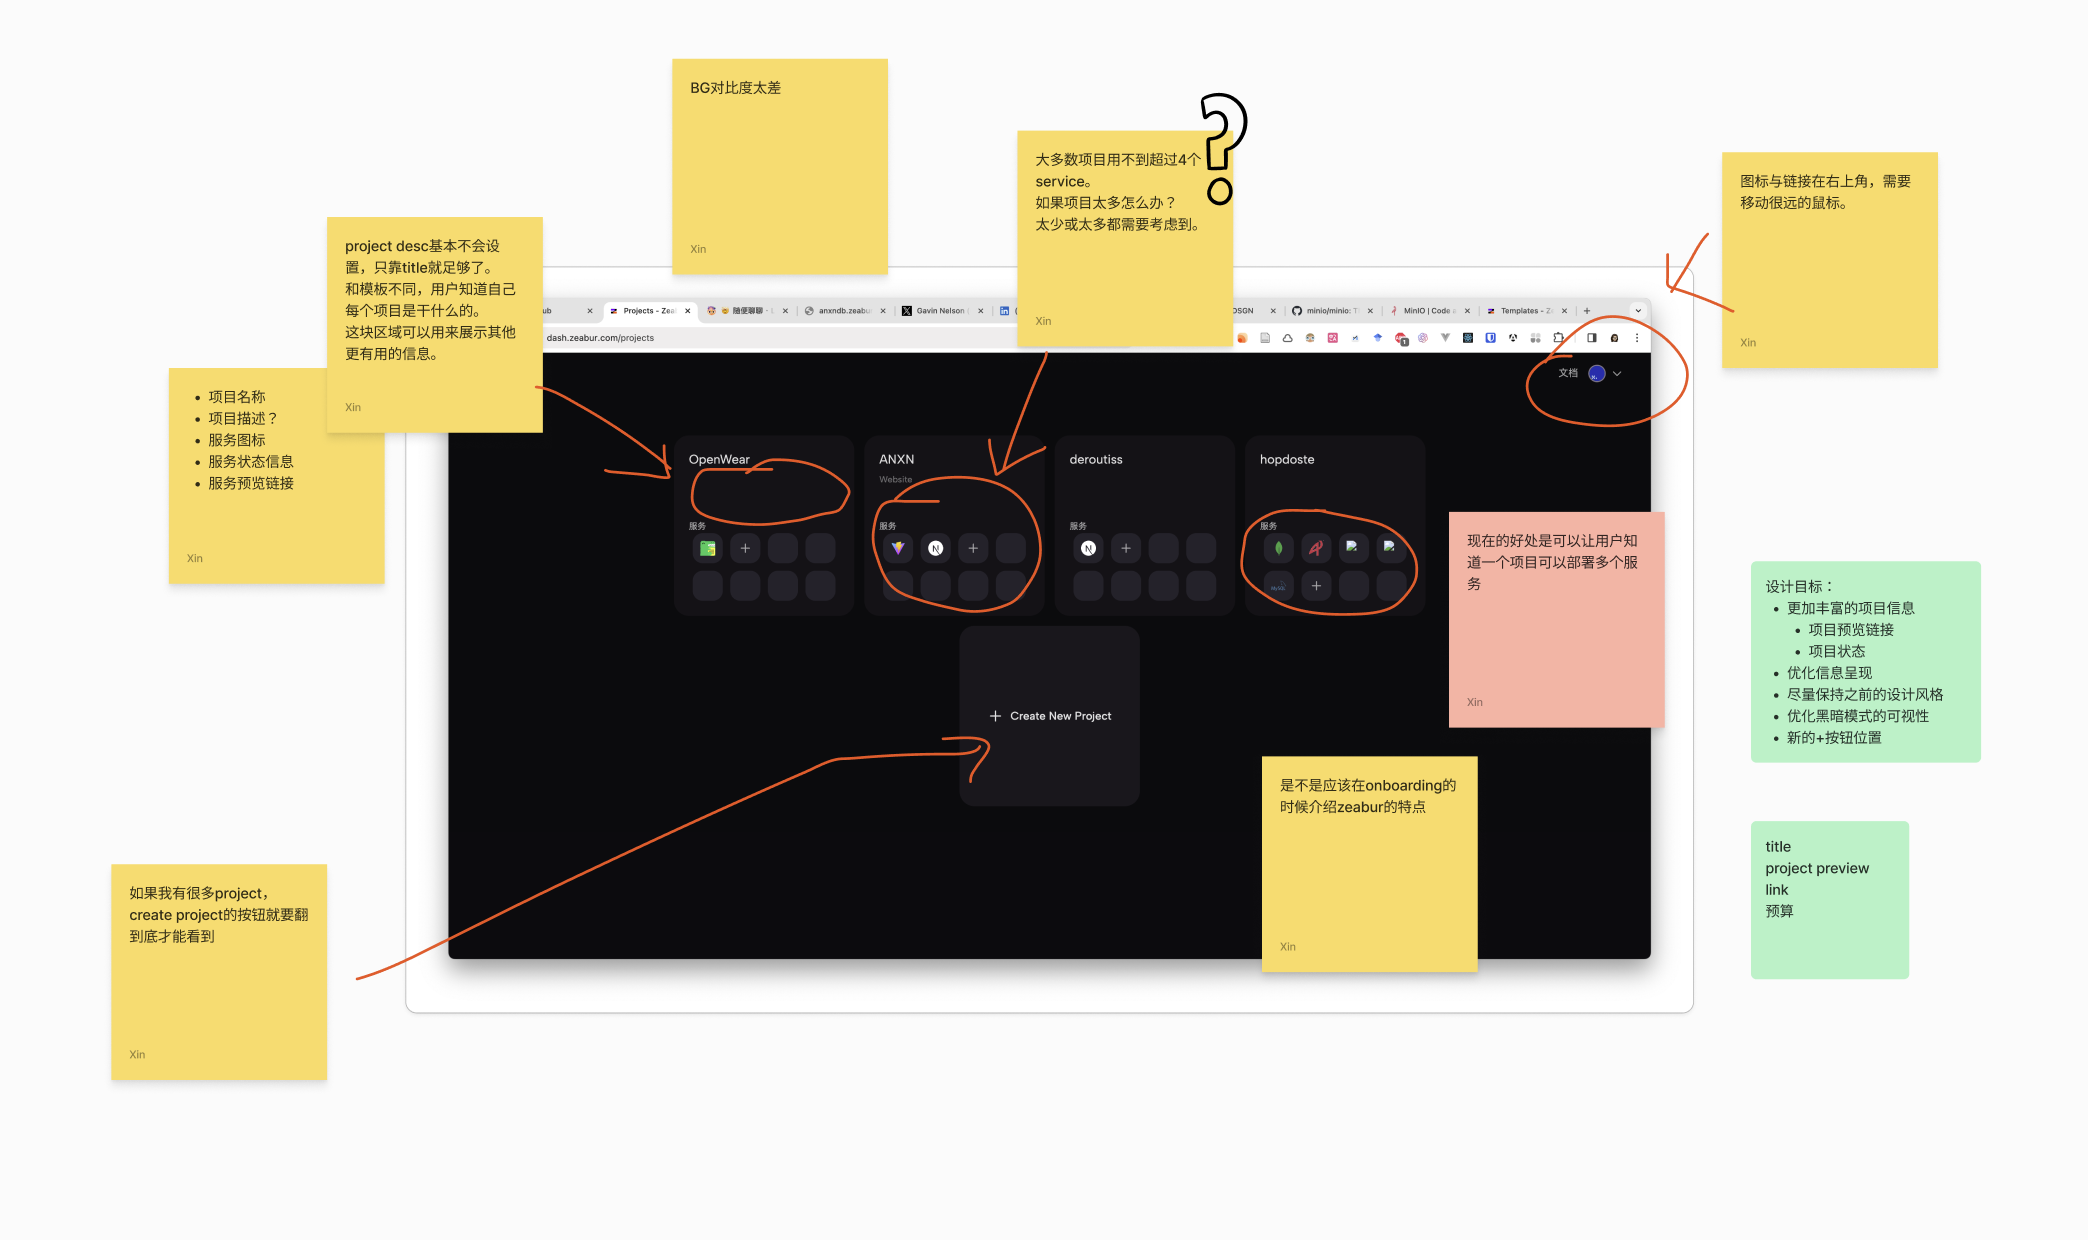 BG对比度太差
Xin
大多数项目用不到超过4个
service。
如果项目太多怎么办？
太少或太多都需要考虑到。
Xin
图标与链接在右上角，需要
移动很远的鼠标。
Xin
project desc基本不会设
置，只靠title就足够了。
和模板不同，用户知道自己
每个项目是干什么的。
这块区域可以用来展示其他
更有用的信息。
Xin
项目名称
项目描述？
服务图标
服务状态信息
服务预览链接
Xin
ub
Projects - Zea
随便聊聊
anxndb.zeabur
Gavin Nelson
OSGN
minio/minio: T
MinIO | Code
Templates - Z
dash.zeabur.com/projects
文档
OpenWear
服务
ANXN
Website
服务
deroutiss
服务
hopdoste
服务
Create New Project
现在的好处是可以让用户知
道一个项目可以部署多个服
务
Xin
设计目标：
更加丰富的项目信息
项目预览链接
项目状态
优化信息呈现
尽量保持之前的设计风格
优化黑暗模式的可视性
新的+按钮位置
是不是应该在onboarding的
时候介绍zeabur的特点
Xin
title
project preview
link
预算
如果我有很多project，
create project的按钮就要翻
到底才能看到
Xin